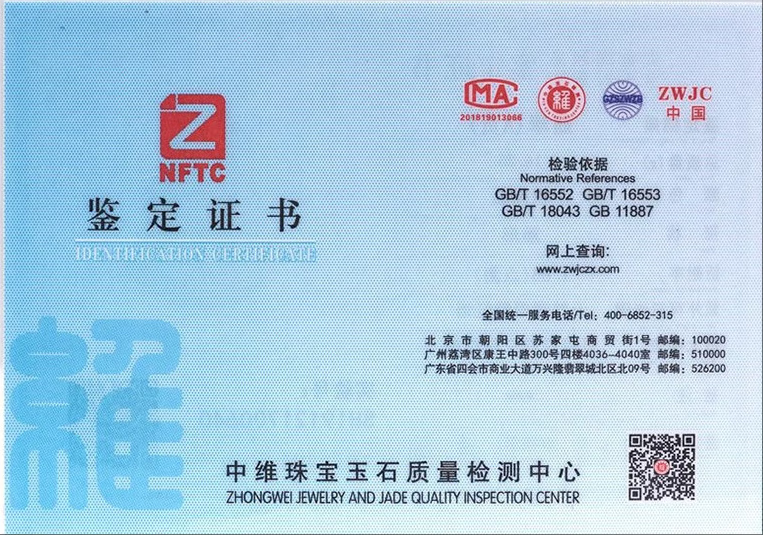 Z
NFTC
鉴定证书
IDENTIFICATION CERTIFICATE
MA
201819013066
GZSZWZB
ZWJC
中国
检验依据
Normative References
GB/T 16552 GB/T 16553
GB/T 18043 GB 11887
网上查询:
www.zwjczx.com
全国统一服务电话/Tel: 400-6852-315
北京市朝阳区苏家屯商贸街1号 邮编: 100020
广州荔湾区康王中路300号四楼4036-4040室 邮编: 510000
广东省四会市商业大道万兴隆翡翠城北区北09号 邮编: 526200
中维珠宝玉石质量检测中心
ZHONGWEI JEWELRY AND JADE QUALITY INSPECTION CENTER